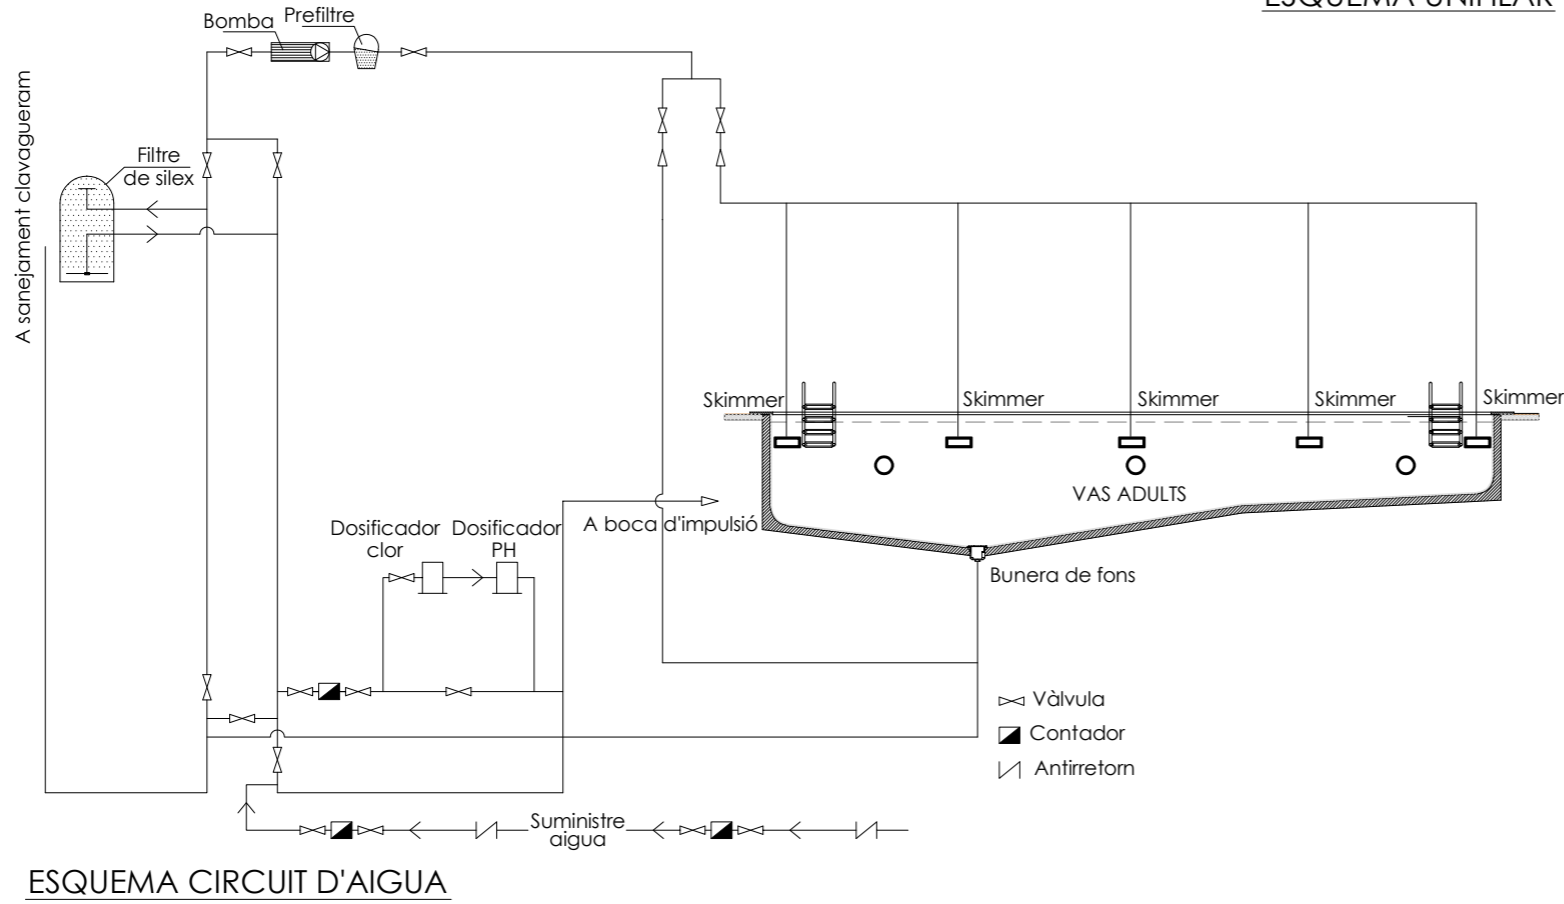 ESQUEMA UNIFILAR
Bomba
Prefiltre
A sanejament clavagueram
Filtre
de silex
Skimmer
Skimmer
Skimmer
Skimmer
Skimmer
VAS ADULTS
A boca d'impulsió
Dosificador
clor
Dosificador
PH
Bunera de fons
Vàlvula
Contador
Antirretorn
Suministre
aigua
ESQUEMA CIRCUIT D'AIGUA